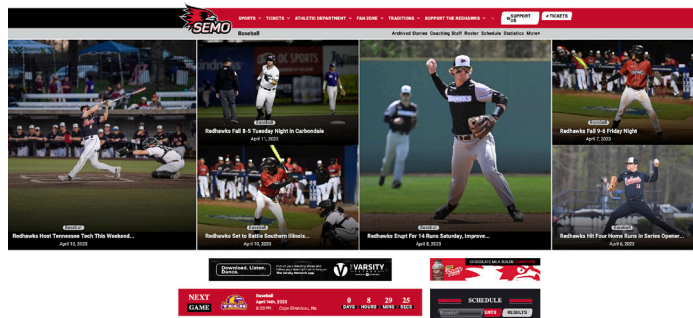 SEMO
SPORTS TICKETS ATHLETIC DEPARTMENT FAN ZONE TRADITIONS SUPPORT THE REDHAWKS
SUPPORT US
TICKETS
Baseball
Archived Stories Coaching Staff Roster Schedule Statistics More+
Baseball
Redhawks Host Tennessee Tech This Weekend...
April 13, 2023
Baseball
Redhawks Fall 8-5 Tuesday Night in Carbondale
April 11, 2023
Baseball
Redhawks Set to Battle Southern Illinois...
April 10, 2023
Baseball
Redhawks Erupt For 14 Runs Saturday, Improve...
April 8, 2023
Baseball
Redhawks Fall 9-6 Friday Night
April 7, 2023
Baseball
Redhawks Hit Four Home Runs in Series Opener...
April 6, 2023
Download. Listen.
Dance.
VARSITY
CHOCOLATE MILK BUILDS
NEXT
GAME
TECH
Baseball
April 14th, 2023
Cape Girardeau, Mo.
0 8 29 25
DAYS HOURS MINS SECS
SCHEDULE
Baseball
RESULTS